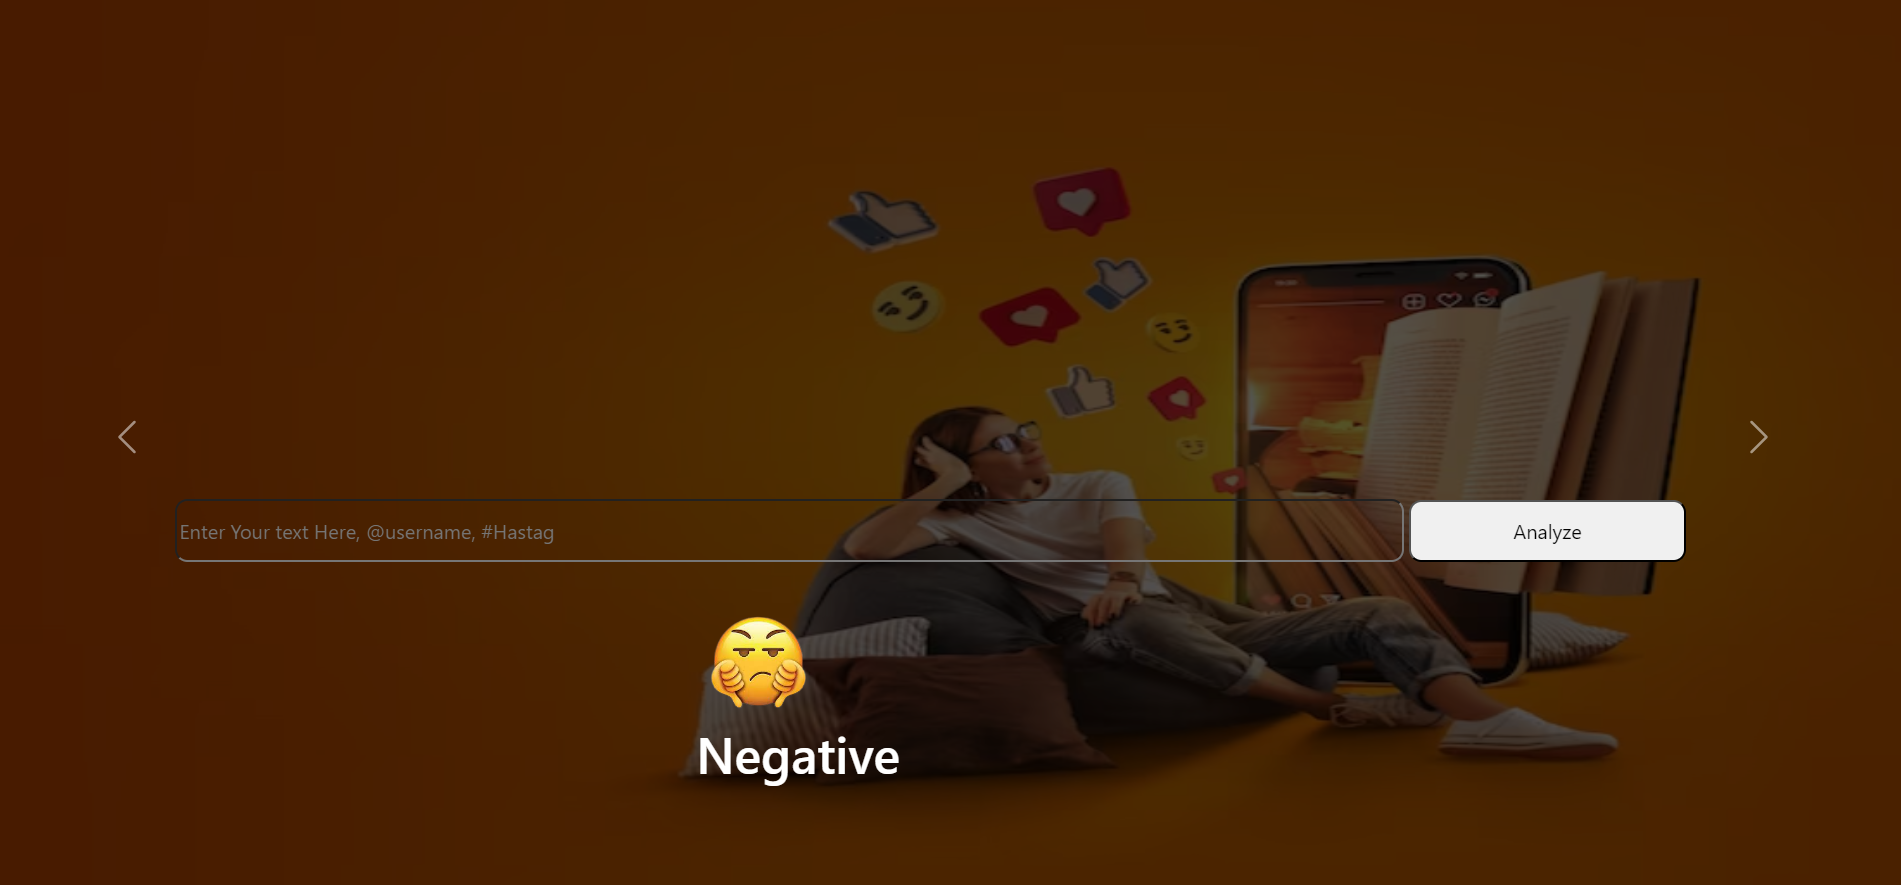 Enter Your text Here, @username, #Hastag
Analyze
Negative